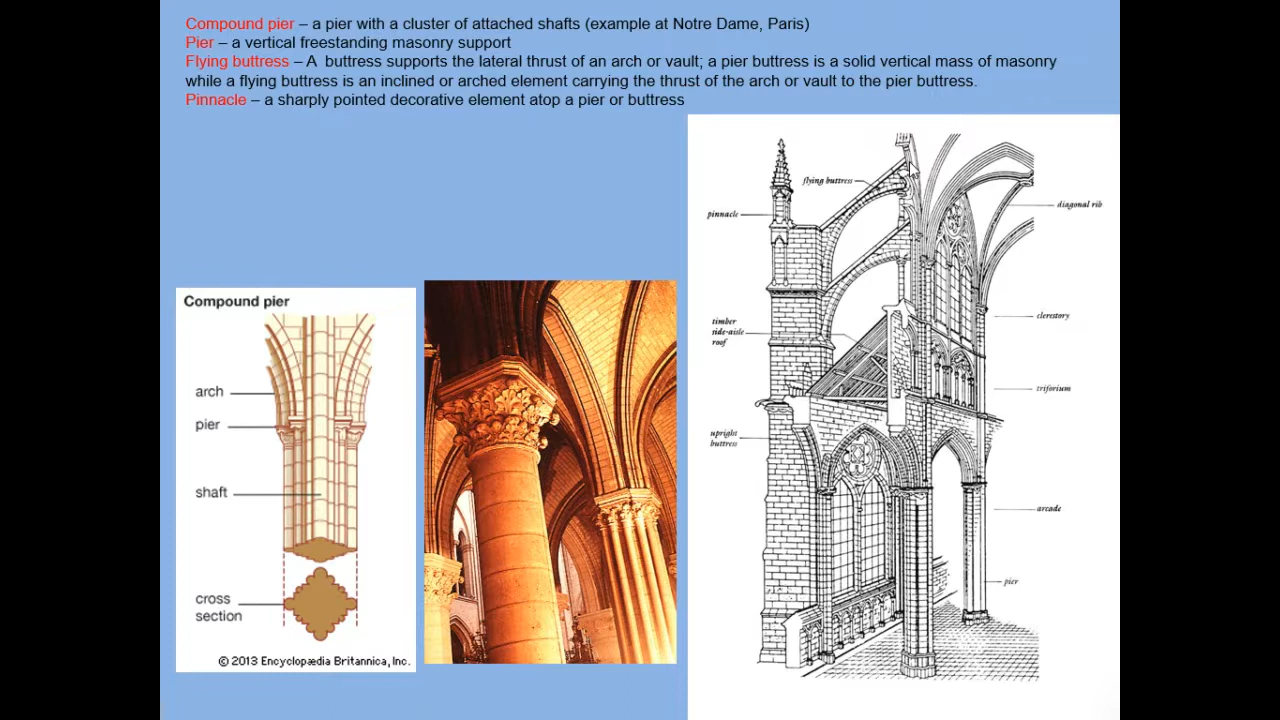 Compound pier – a pier with a cluster of attached shafts (example at Notre Dame, Paris)
Pier – a vertical freestanding masonry support
Flying buttress – A  buttress supports the lateral thrust of an arch or vault; a pier buttress is a solid vertical mass of masonry
while a flying buttress is an inclined or arched element carrying the thrust of the arch or vault to the pier buttress.
Pinnacle – a sharply pointed decorative element atop a pier or buttress
Compound pier
arch
pier
shaft
cross
section
© 2013 Encyclopædia Britannica, Inc.
flying buttress
pinnacle
diagonal rib
timber
side-aisle
roof
clerestory
triforium
upright
buttress
arcade
pier